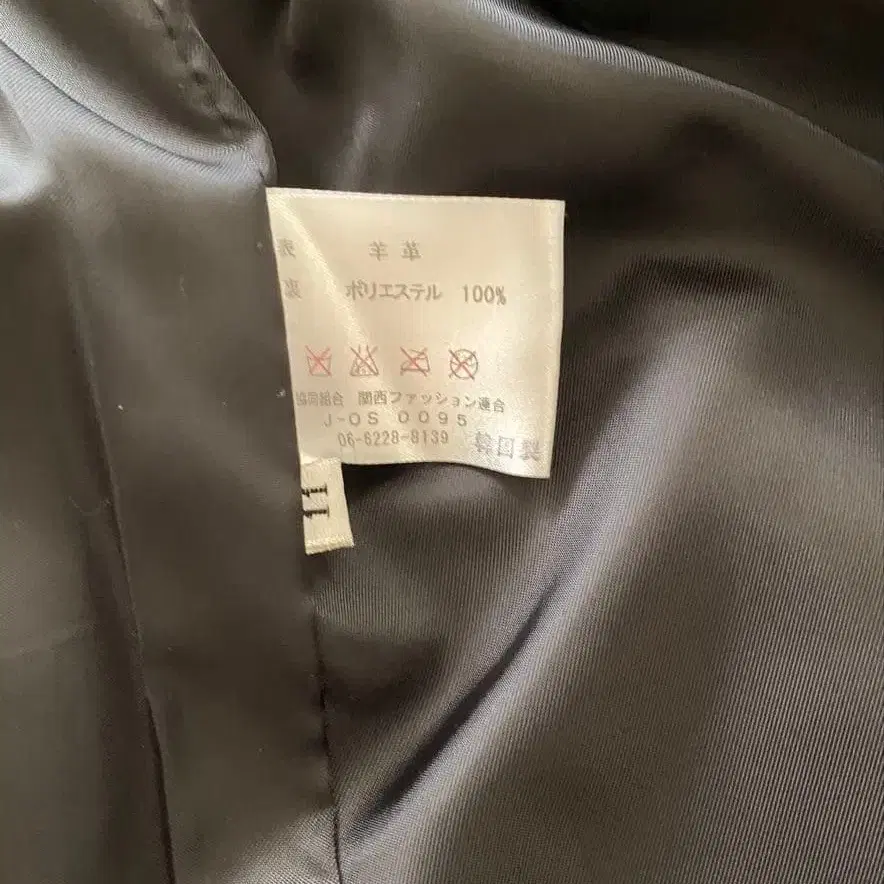 表 羊革
裏 ポリエステル 100%
協同組合 関西ファッション連合
J-OS 0095
06-6228-8139 韓国製
11